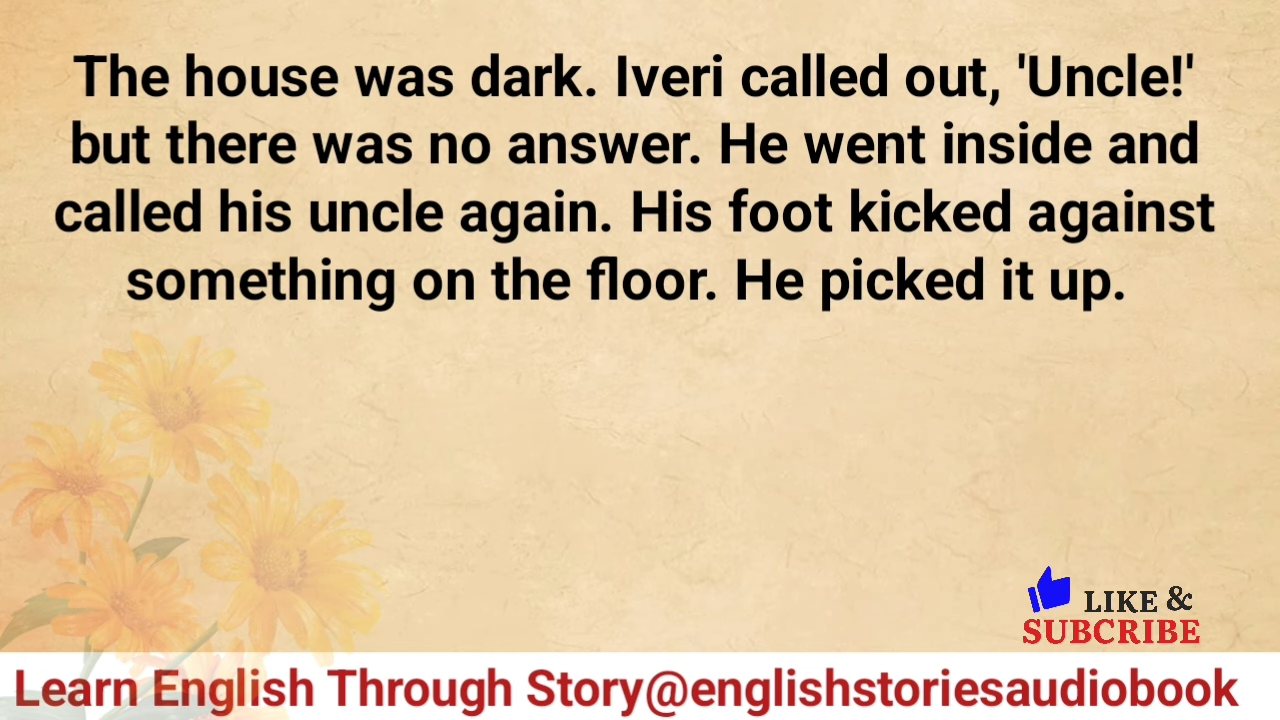 The house was dark. Iveri called out, 'Uncle!'
but there was no answer. He went inside and
called his uncle again. His foot kicked against
something on the floor. He picked it up.
LIKE &
SUBCRIBE
Learn English Through Story@englishstoriesaudiobook